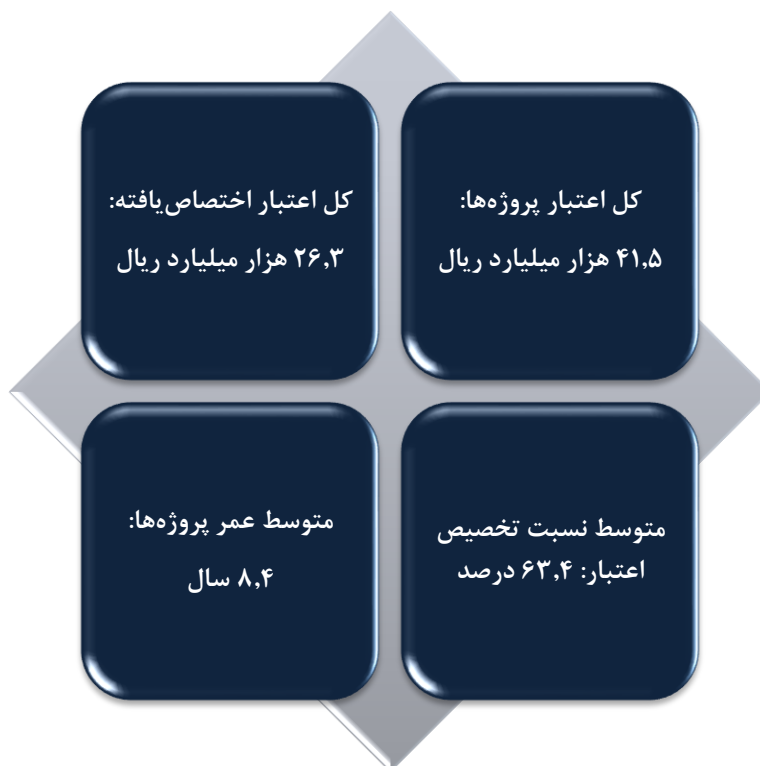 کل اعتبار پروژه‌ها:
۴۱,۵ هزار میلیارد ریال
کل اعتبار اختصاص‌یافته:
۲۶,۳ هزار میلیارد ریال
متوسط نسبت تخصیص
اعتبار: ۶۳,۴ درصد
متوسط عمر پروژه‌ها:
۸,۴ سال